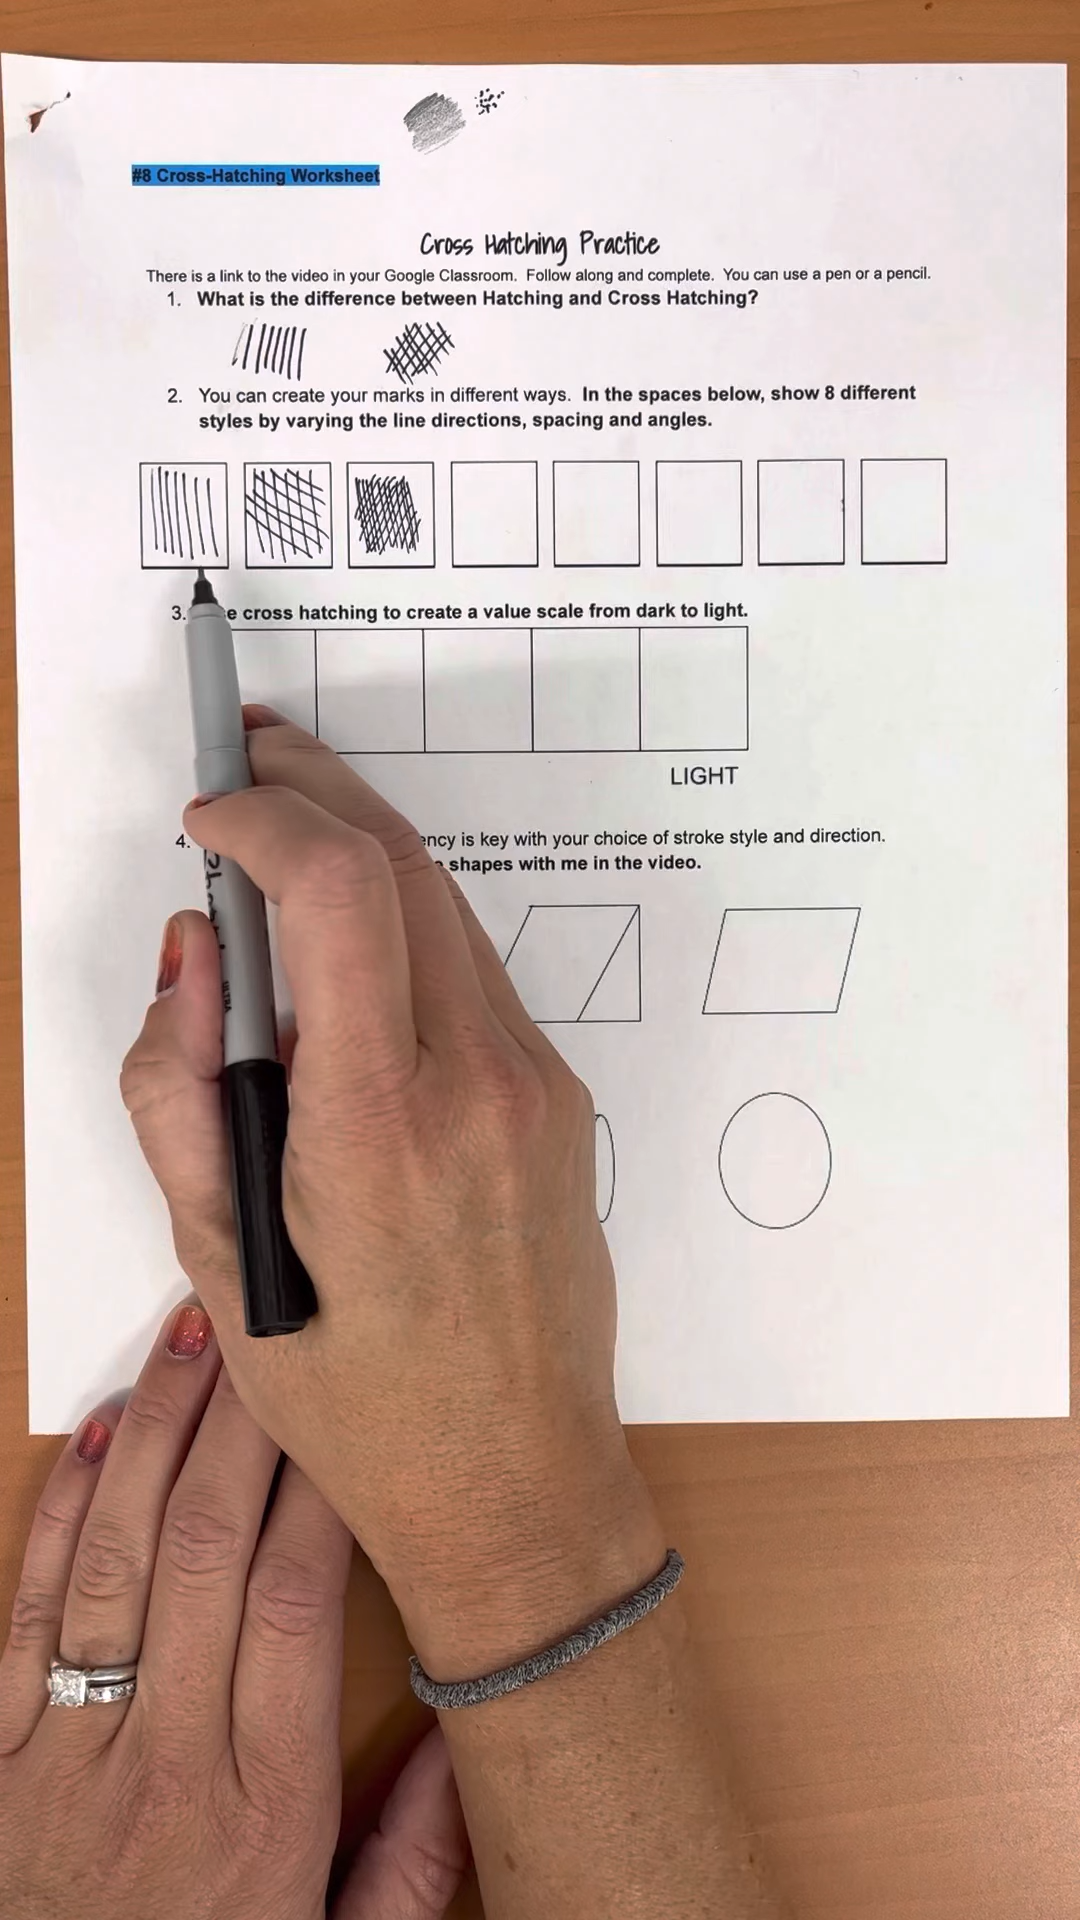 #8 Cross-Hatching Worksheet
Cross Hatching Practice
There is a link to the video in your Google Classroom. Follow along and complete. You can use a pen or a pencil.
1. What is the difference between Hatching and Cross Hatching?
2. You can create your marks in different ways. In the spaces below, show 8 different
styles by varying the line directions, spacing and angles.
3. cross hatching to create a value scale from dark to light.
LIGHT
4. is key with your choice of stroke style and direction.
shapes with me in the video.
ULTRA